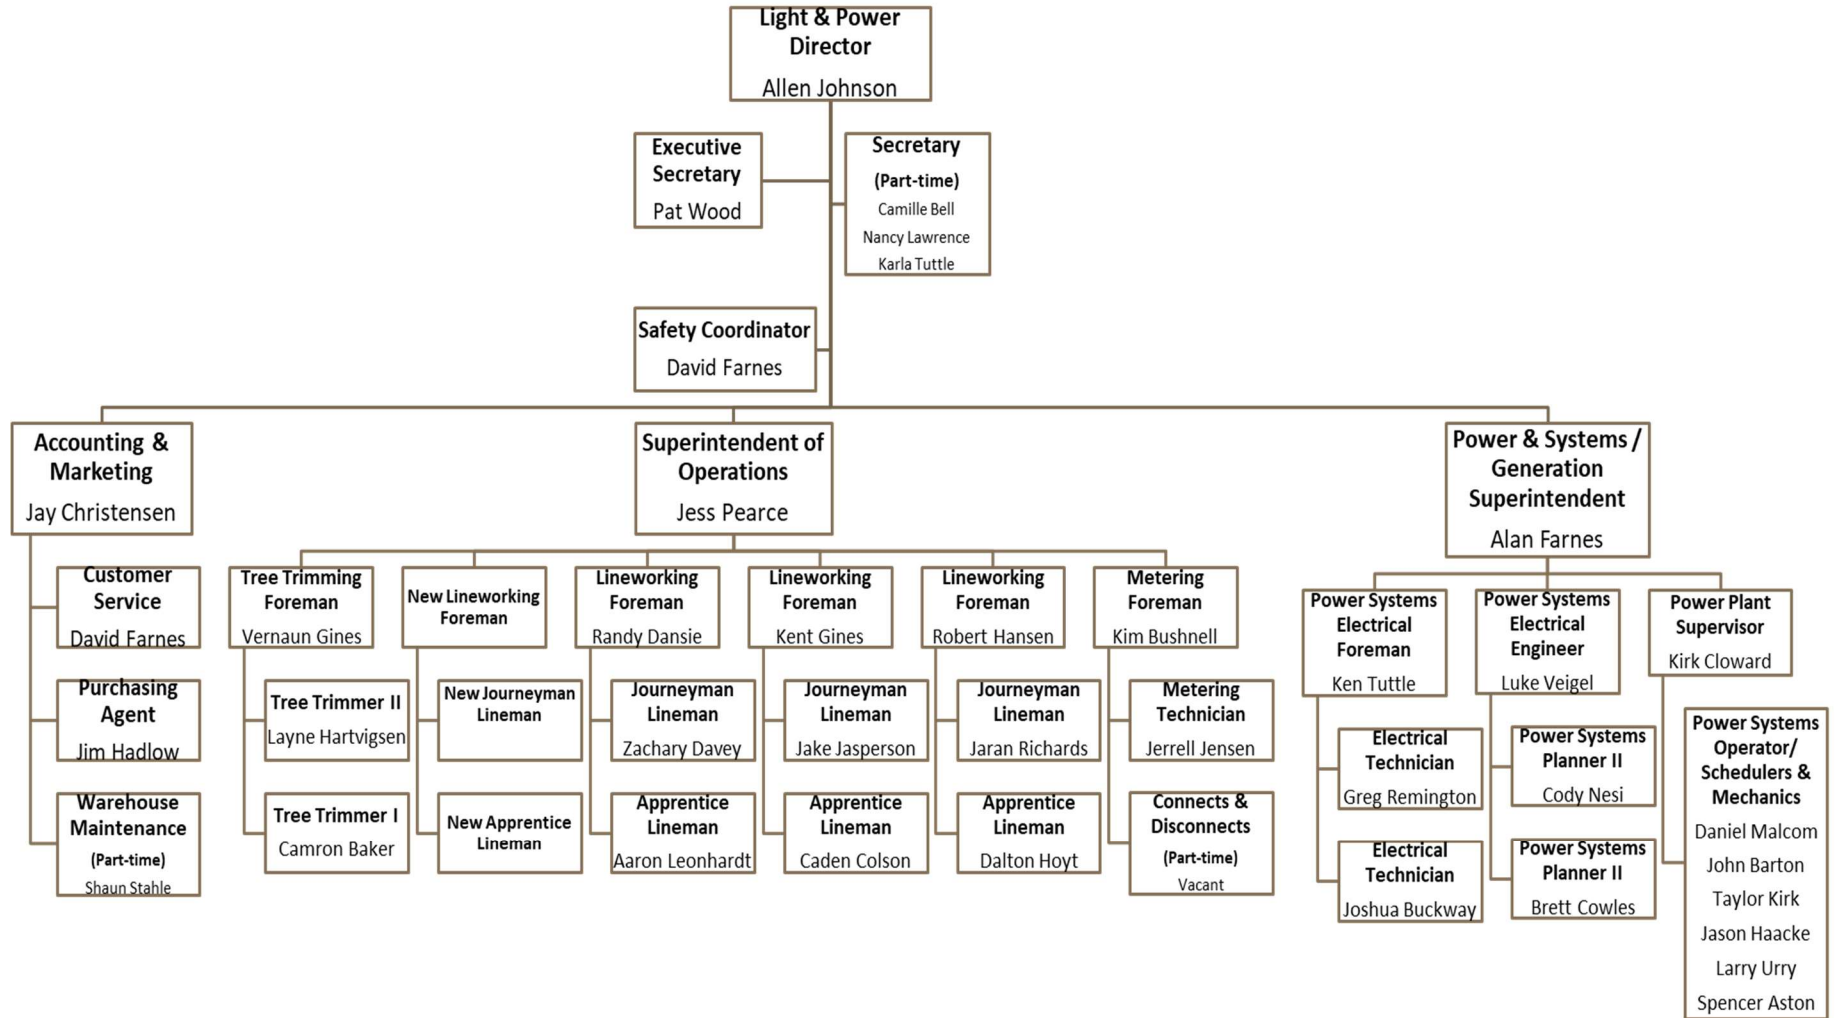 Light & Power
Director
Allen Johnson
Executive
Secretary
Pat Wood
Secretary
(Part-time)
Camille Bell
Nancy Lawrence
Karla Tuttle
Safety Coordinator
David Farnes
Accounting &
Marketing
Jay Christensen
Customer
Service
David Farnes
Purchasing
Agent
Jim Hadlow
Warehouse
Maintenance
(Part-time)
Shaun Stahle
Superintendent of
Operations
Jess Pearce
Tree Trimming
Foreman
Vernaun Gines
Tree Trimmer II
Layne Hartvigsen
Tree Trimmer I
Camron Baker
New Lineworking
Foreman
New Journeyman
Lineman
New Apprentice
Lineman
Lineworking
Foreman
Randy Dansie
Journeyman
Lineman
Zachary Davey
Apprentice
Lineman
Aaron Leonhardt
Lineworking
Foreman
Kent Gines
Journeyman
Lineman
Jake Jasperson
Apprentice
Lineman
Caden Colson
Lineworking
Foreman
Robert Hansen
Journeyman
Lineman
Jaran Richards
Apprentice
Lineman
Dalton Hoyt
Metering
Foreman
Kim Bushnell
Metering
Technician
Jerrell Jensen
Connects &
Disconnects
(Part-time)
Vacant
Power & Systems /
Generation
Superintendent
Alan Farnes
Power Systems
Electrical
Foreman
Ken Tuttle
Electrical
Technician
Greg Remington
Electrical
Technician
Joshua Buckway
Power Systems
Electrical
Engineer
Luke Veigel
Power Systems
Planner II
Cody Nesi
Power Systems
Planner II
Brett Cowles
Power Plant
Supervisor
Kirk Cloward
Power Systems
Operator/
Schedulers &
Mechanics
Daniel Malcom
John Barton
Taylor Kirk
Jason Haacke
Larry Urry
Spencer Aston